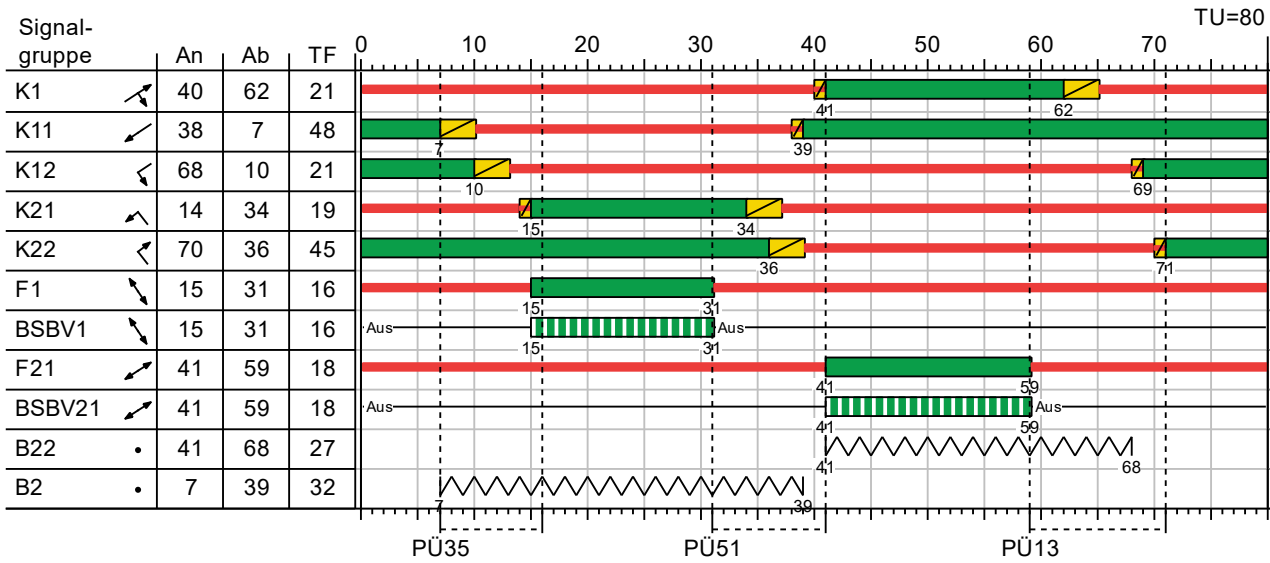 TU=80
Signal-
gruppe An Ab TF 0 10 20 30 40 50 60 70
K1 40 62 21 41 62
K11 38 7 48 7 39
K12 68 10 21 10 69
K21 14 34 19 15 34
K22 70 36 45 36 71
F1 15 31 16 15 31
BSBV1 15 31 16 Aus 15 31 Aus
F21 41 59 18 41 59
BSBV21 41 59 18 Aus 41 59 Aus
B22 41 68 27 41 68
B2 7 39 32 7 39
PÜ35 PÜ51 PÜ13